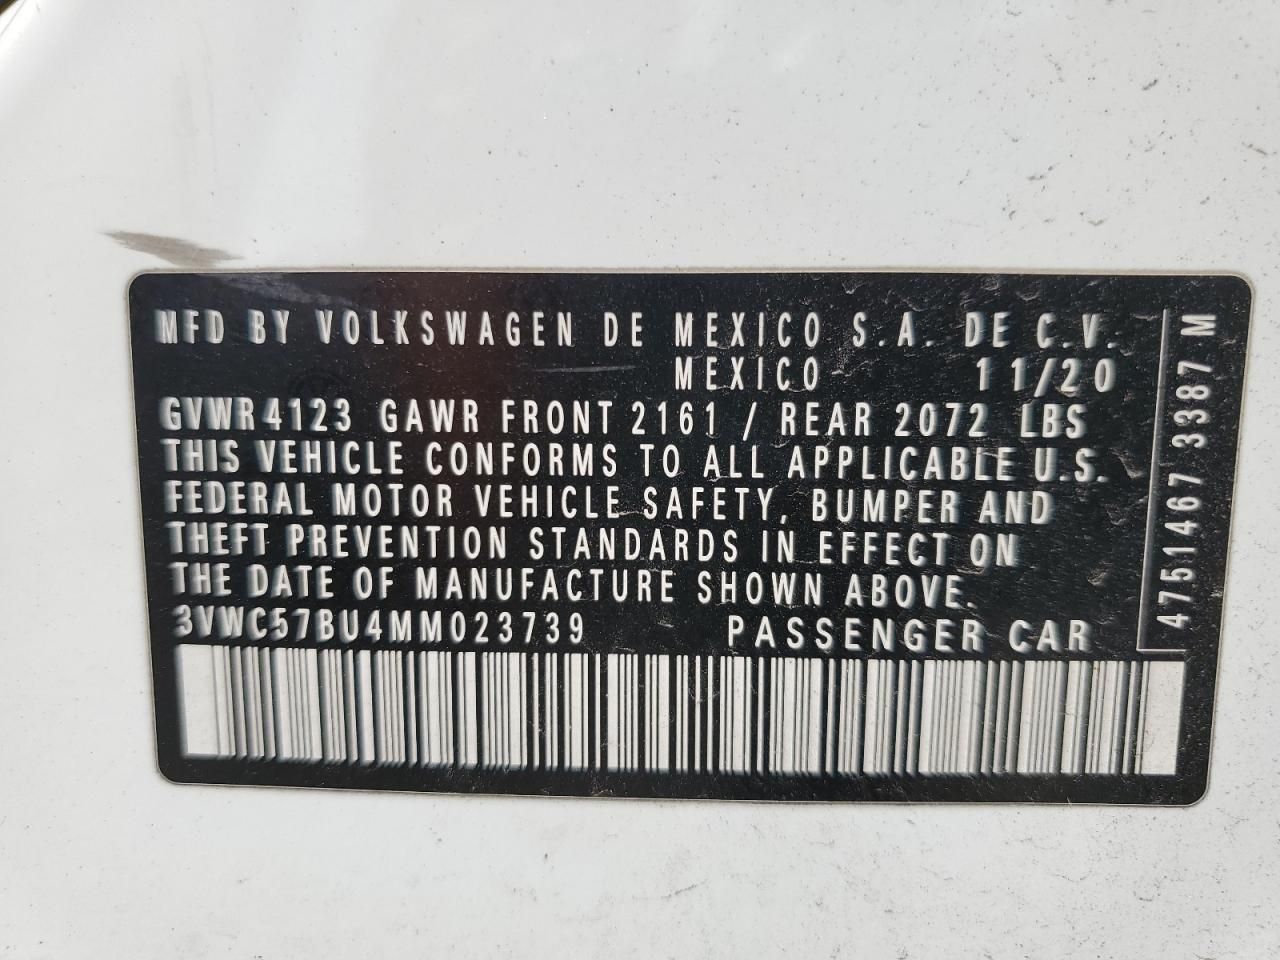 MFD BY VOLKSWAGEN DE MEXICO S.A. DE C.V.
MEXICO 11/20
GVWR 4123 GAWR FRONT 2161 / REAR 2072 LBS
THIS VEHICLE CONFORMS TO ALL APPLICABLE U.S.
FEDERAL MOTOR VEHICLE SAFETY, BUMPER AND
THEFT PREVENTION STANDARDS IN EFFECT ON
THE DATE OF MANUFACTURE SHOWN ABOVE.
3VWC57BU4MM023739 PASSENGER CAR
4751467 3387 M